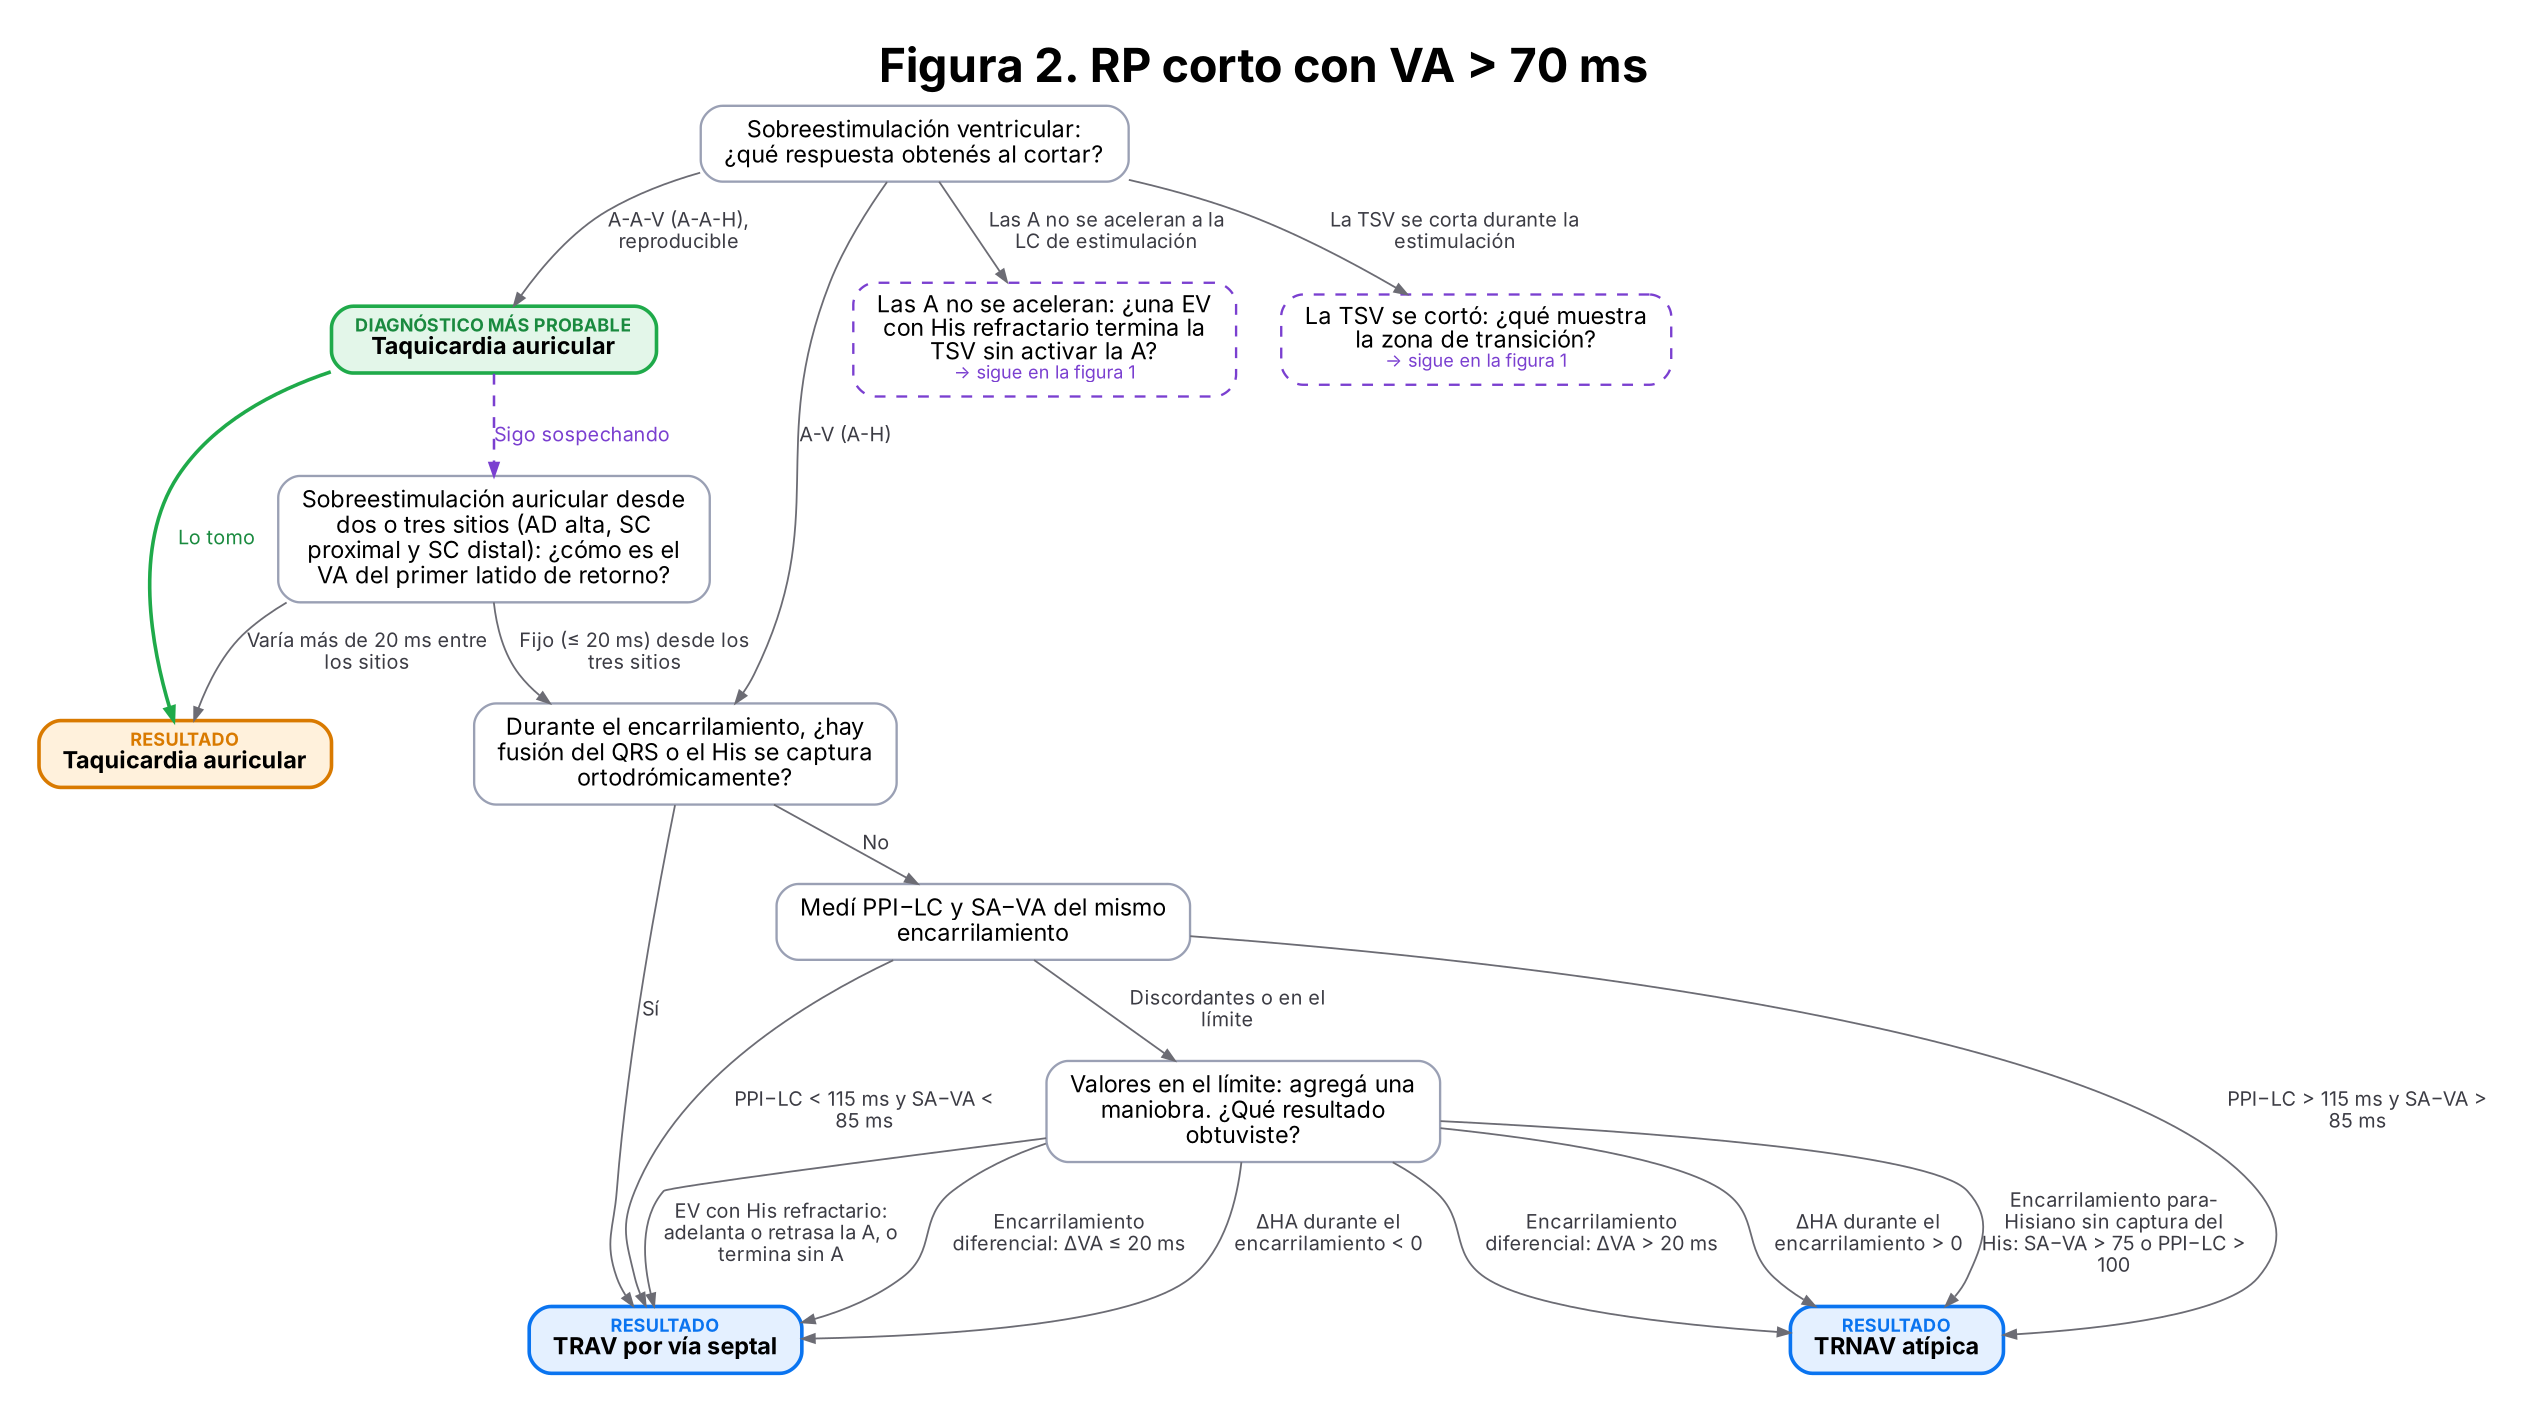 Figura 2. RP corto con VA > 70 ms
Sobreestimulación ventricular:
¿qué respuesta obtenés al cortar?
A-A-V (A-A-H),
reproducible
Las A no se aceleran a la
LC de estimulación
La TSV se corta durante la
estimulación
DIAGNÓSTICO MÁS PROBABLE
Taquicardia auricular
Las A no se aceleran: ¿una EV
con His refractario termina la
TSV sin activar la A?
→ sigue en la figura 1
La TSV se cortó: ¿qué muestra
la zona de transición?
→ sigue en la figura 1
Sigo sospechando
A-V (A-H)
Lo tomo
Sobreestimulación auricular desde
dos o tres sitios (AD alta, SC
proximal y SC distal): ¿cómo es el
VA del primer latido de retorno?
Varía más de 20 ms entre
los sitios
Fijo (≤ 20 ms) desde los
tres sitios
RESULTADO
Taquicardia auricular
Durante el encarrilamiento, ¿hay
fusión del QRS o el His se captura
ortodrómicamente?
No
Medí PPI−LC y SA−VA del mismo
encarrilamiento
Sí
Discordantes o en el
límite
PPI−LC < 115 ms y SA−VA <
85 ms
Valores en el límite: agregá una
maniobra. ¿Qué resultado
obtuviste?
PPI−LC > 115 ms y SA−VA >
85 ms
EV con His refractario:
adelanta o retrasa la A, o
termina sin A
Encarrilamiento
diferencial: ΔVA ≤ 20 ms
ΔHA durante el
encarrilamiento < 0
Encarrilamiento
diferencial: ΔVA > 20 ms
ΔHA durante el
encarrilamiento > 0
Encarrilamiento para-
Hisiano sin captura del
His: SA−VA > 75 o PPI−LC >
100
RESULTADO
TRAV por vía septal
RESULTADO
TRNAV atípica